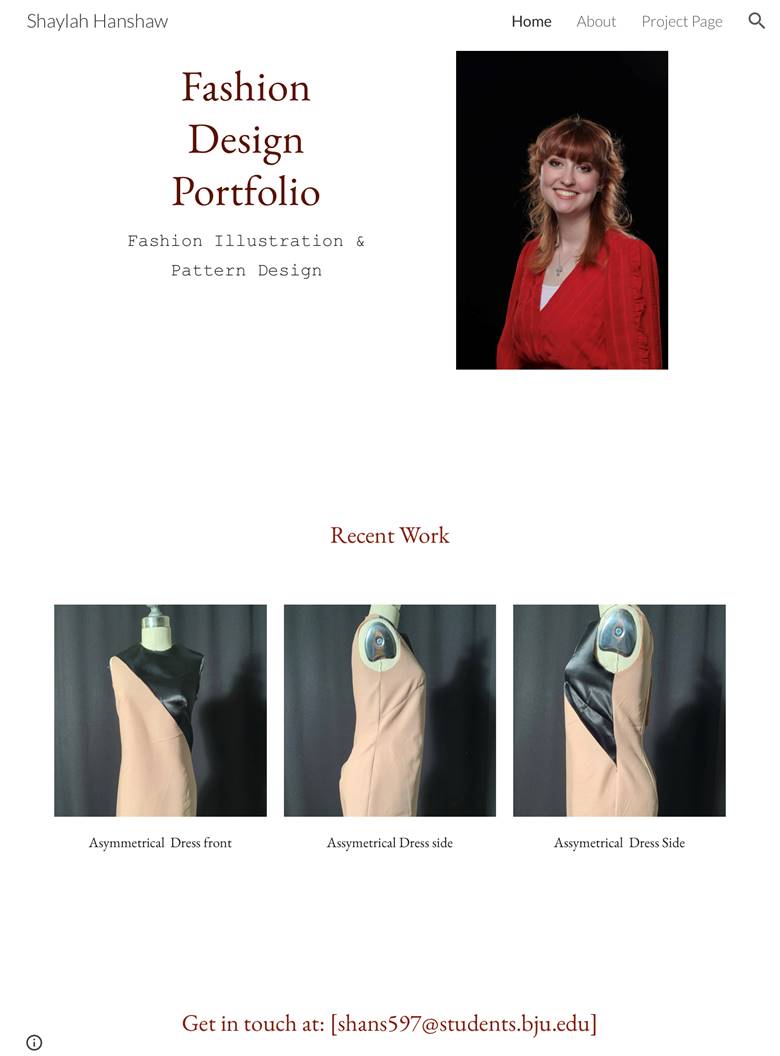 Shaylah Hanshaw
Home About Project Page
Fashion
Design
Portfolio
Fashion Illustration &
Pattern Design
Recent Work
Asymmetrical Dress front
Assymetrical Dress side
Assymetrical Dress Side
Get in touch at: [shans597@students.bju.edu]